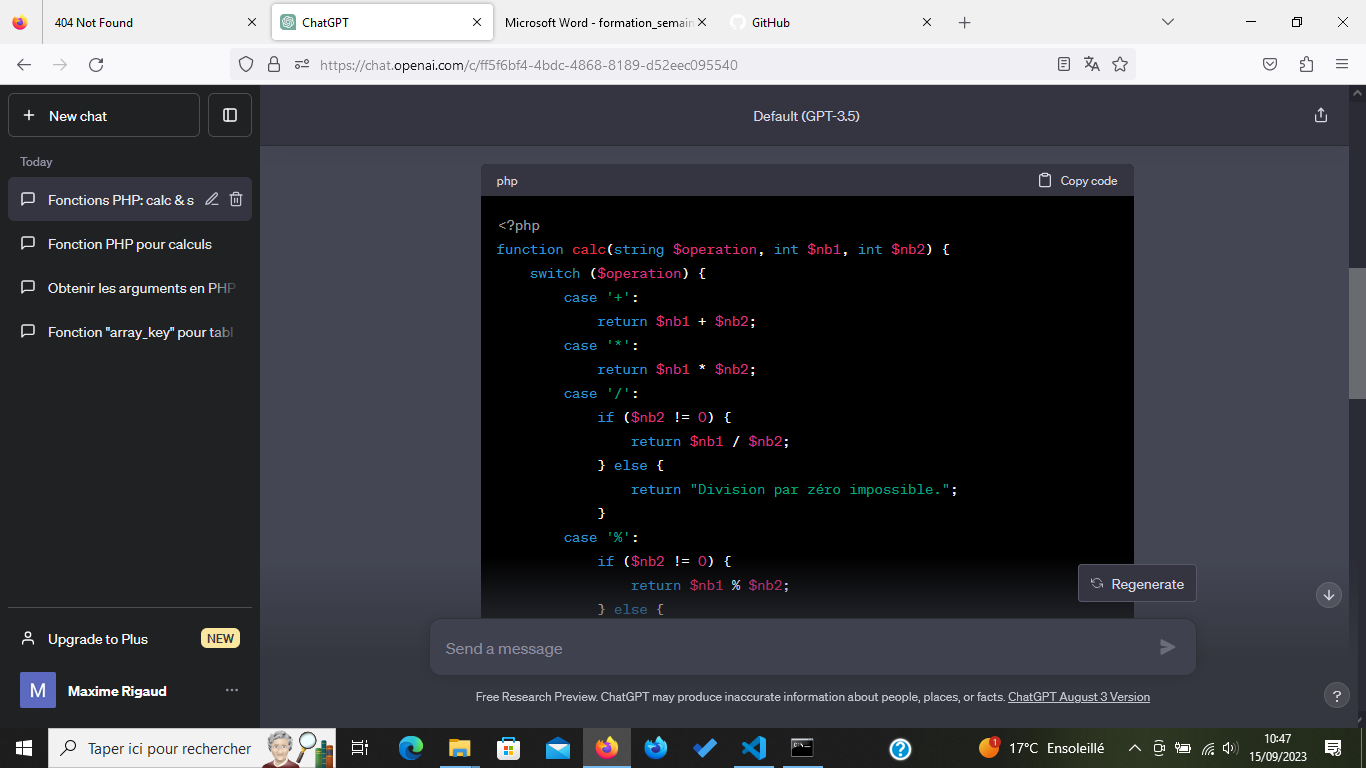 404 Not Found
ChatGPT
Microsoft Word - formation_semain
GitHub
https://chat.openai.com/c/ff5f6bf4-4bdc-4868-8189-d52eec095540
New chat
Today
Fonctions PHP: calc & s
Fonction PHP pour calculs
Obtenir les arguments en PHP
Fonction "array_key" pour tabl
Upgrade to Plus
NEW
M
Maxime Rigaud
Default (GPT-3.5)
php
Copy code
<?php
function calc(string $operation, int $nb1, int $nb2) {
    switch ($operation) {
        case '+':
            return $nb1 + $nb2;
        case '*':
            return $nb1 * $nb2;
        case '/':
            if ($nb2 != 0) {
                return $nb1 / $nb2;
            } else {
                return "Division par zéro impossible.";
            }
        case '%':
            if ($nb2 != 0) {
                return $nb1 % $nb2;
            } else {
Regenerate
Send a message
Free Research Preview. ChatGPT may produce inaccurate information about people, places, or facts. ChatGPT August 3 Version
?
Taper ici pour rechercher
1
17°C Ensoleillé
10:47
15/09/2023